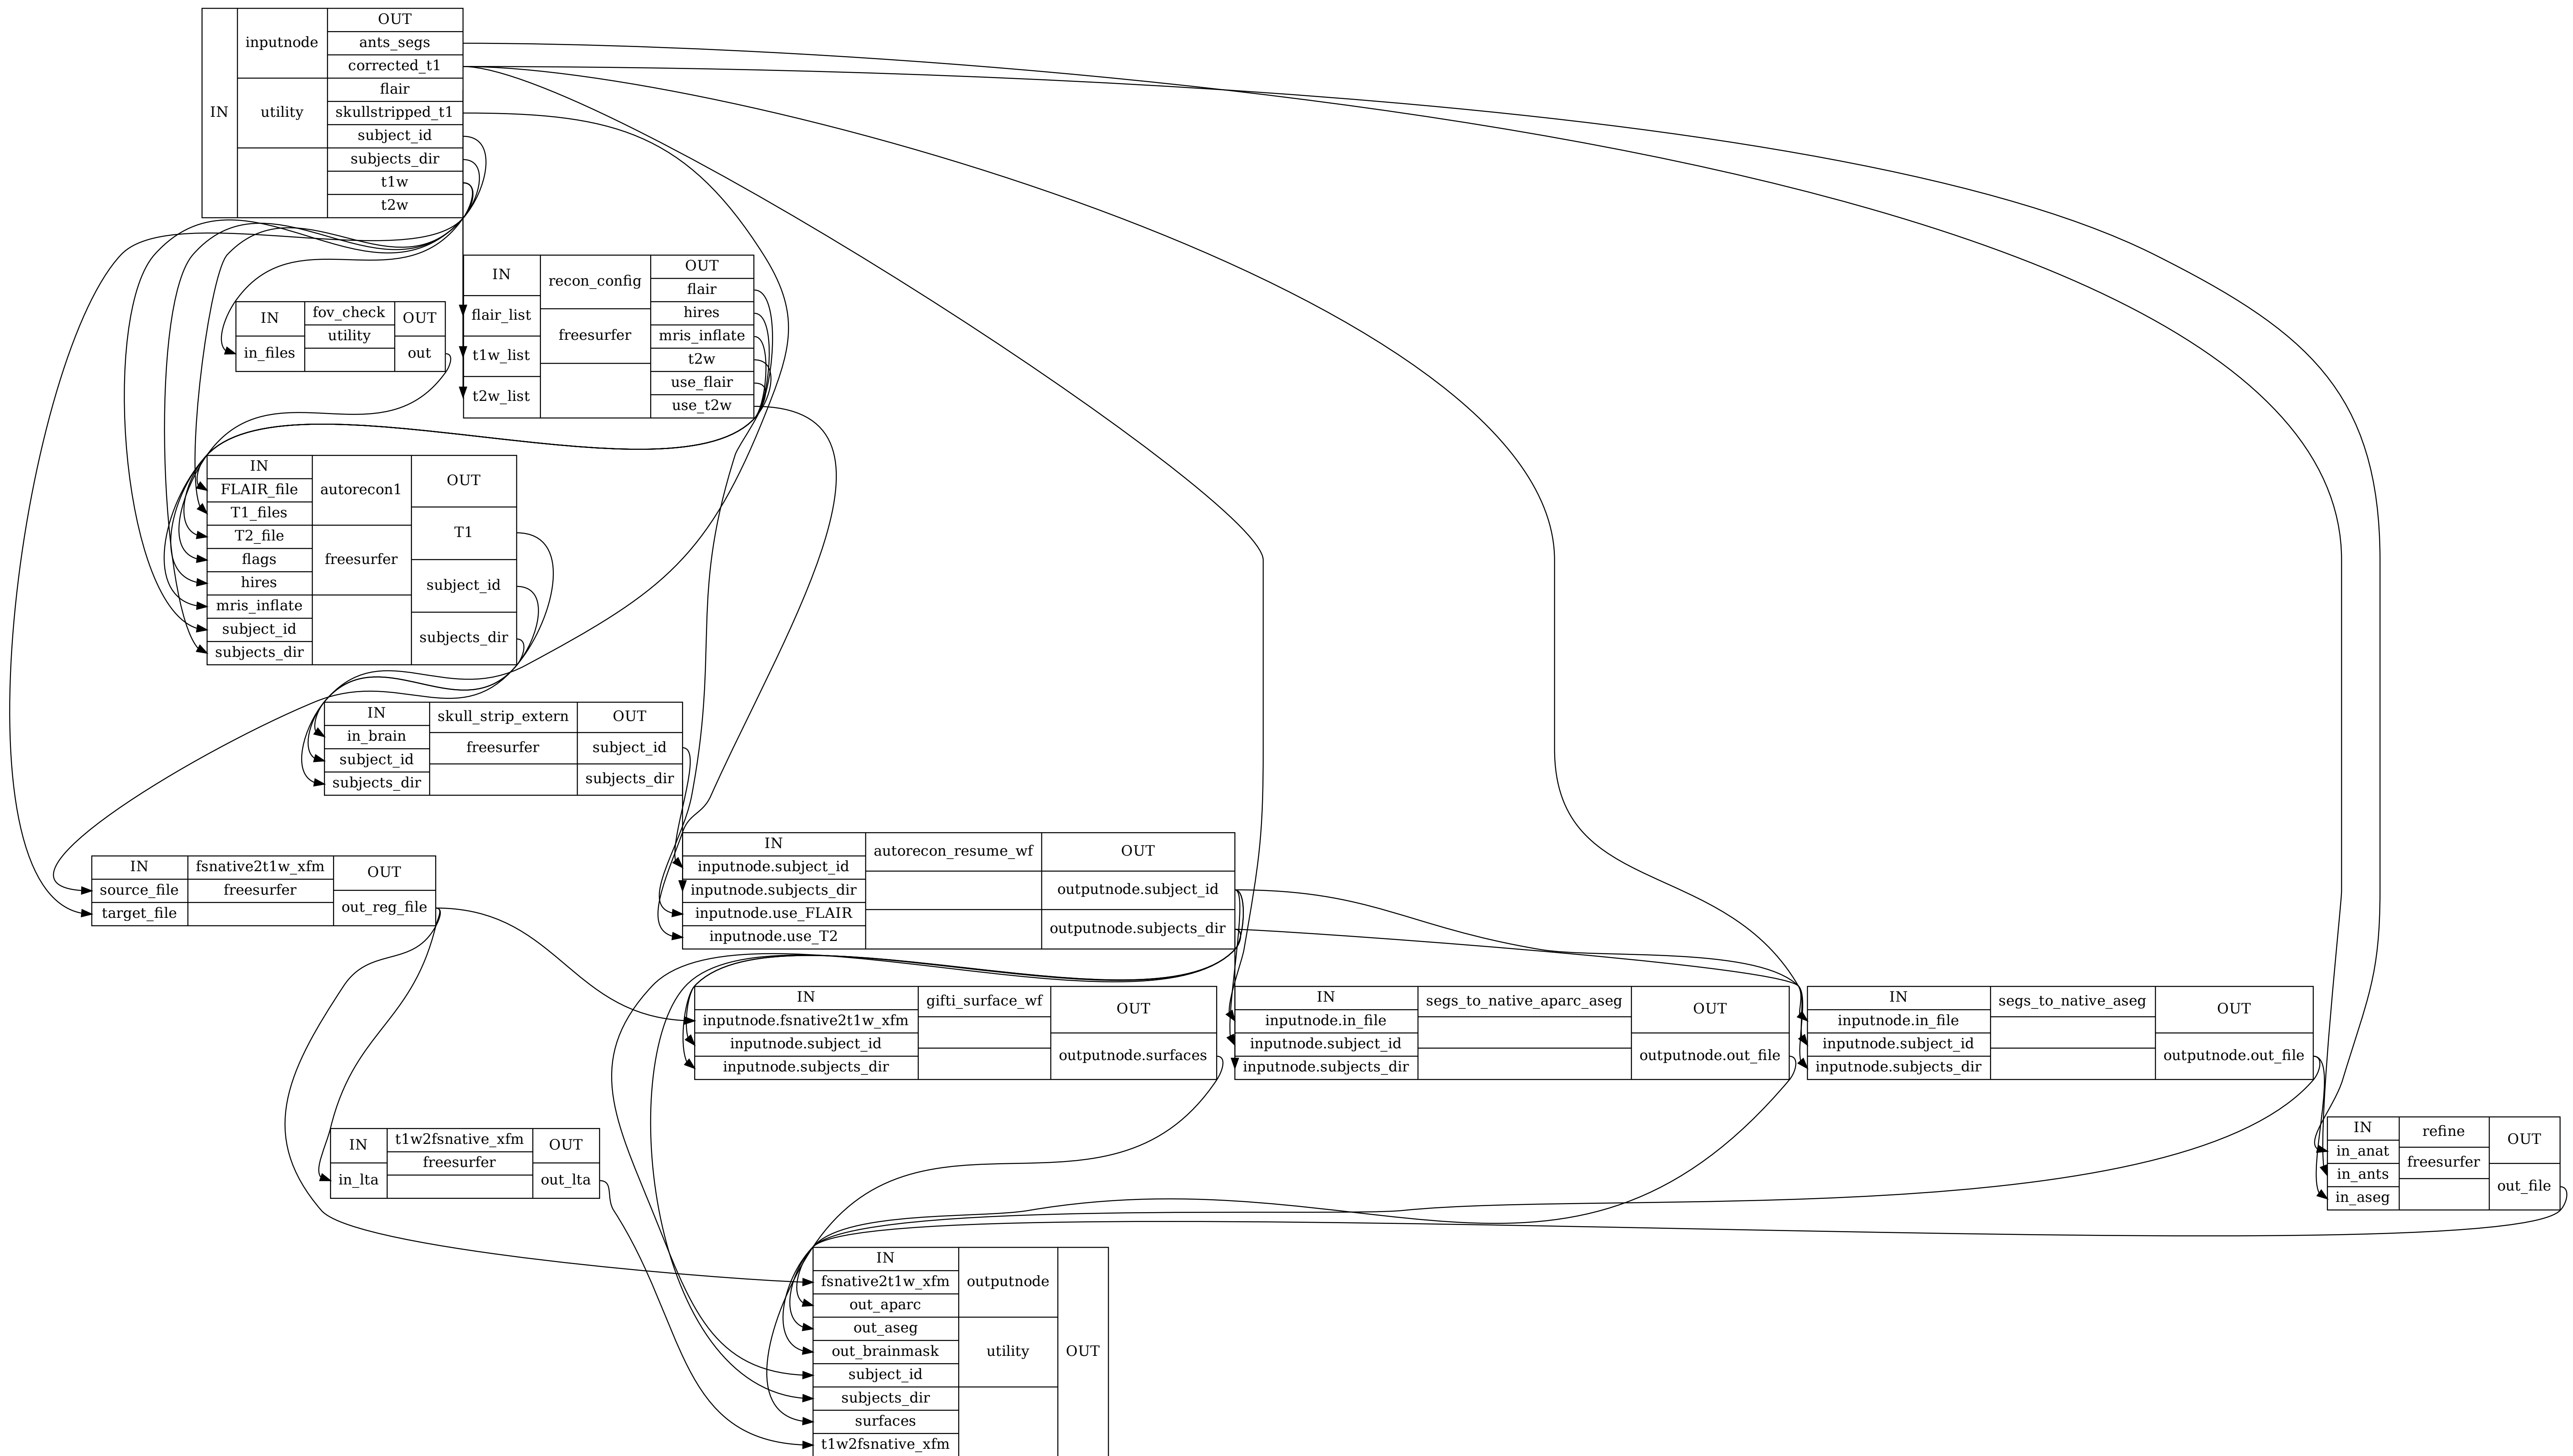 IN
inputnode
utility
OUT
ants_segs
corrected_t1
flair
skullstripped_t1
subject_id
subjects_dir
t1w
t2w
IN
flair_list
t1w_list
t2w_list
recon_config
freesurfer
OUT
flair
hires
mris_inflate
t2w
use_flair
use_t2w
IN
in_files
fov_check
utility
OUT
out
IN
FLAIR_file
T1_files
T2_file
flags
hires
mris_inflate
subject_id
subjects_dir
autorecon1
freesurfer
OUT
T1
subject_id
subjects_dir
IN
in_brain
subject_id
subjects_dir
skull_strip_extern
freesurfer
OUT
subject_id
subjects_dir
IN
source_file
target_file
fsnative2t1w_xfm
freesurfer
OUT
out_reg_file
IN
inputnode.subject_id
inputnode.subjects_dir
inputnode.use_FLAIR
inputnode.use_T2
autorecon_resume_wf
OUT
outputnode.subject_id
outputnode.subjects_dir
IN
inputnode.fsnative2t1w_xfm
inputnode.subject_id
inputnode.subjects_dir
gifti_surface_wf
OUT
outputnode.surfaces
IN
inputnode.in_file
inputnode.subject_id
inputnode.subjects_dir
segs_to_native_aparc_aseg
OUT
outputnode.out_file
IN
inputnode.in_file
inputnode.subject_id
inputnode.subjects_dir
segs_to_native_aseg
OUT
outputnode.out_file
IN
in_lta
t1w2fsnative_xfm
freesurfer
OUT
out_lta
IN
in_anat
in_ants
in_aseg
refine
freesurfer
OUT
out_file
IN
fsnative2t1w_xfm
out_aparc
out_aseg
out_brainmask
subject_id
subjects_dir
surfaces
t1w2fsnative_xfm
outputnode
utility
OUT